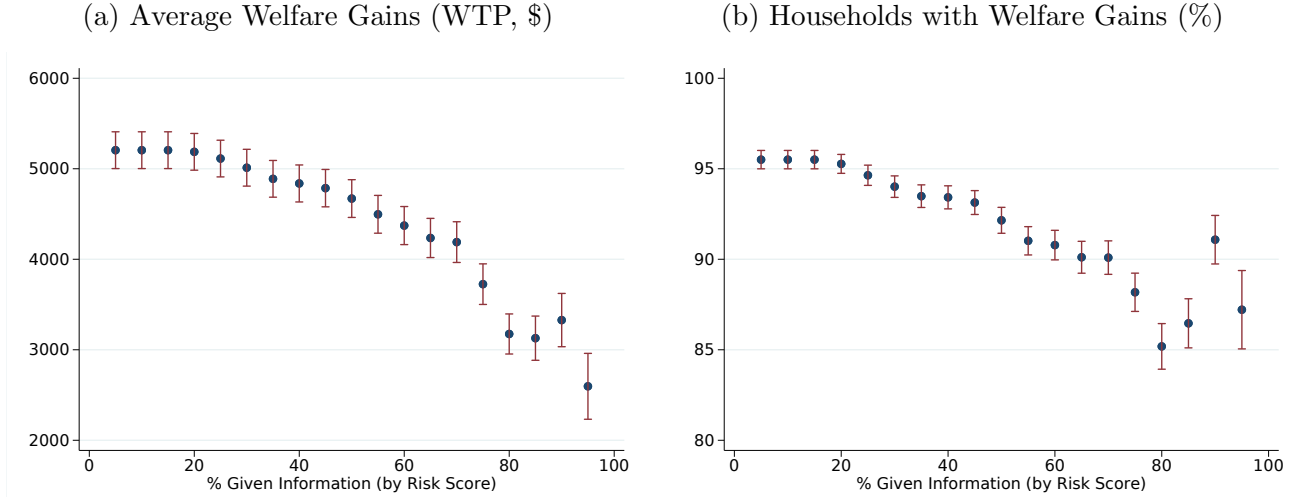 (a) Average Welfare Gains (WTP, $)
6000
5000
4000
3000
2000
0 20 40 60 80 100
% Given Information (by Risk Score)
(b) Households with Welfare Gains (%)
100
95
90
85
80
0 20 40 60 80 100
% Given Information (by Risk Score)